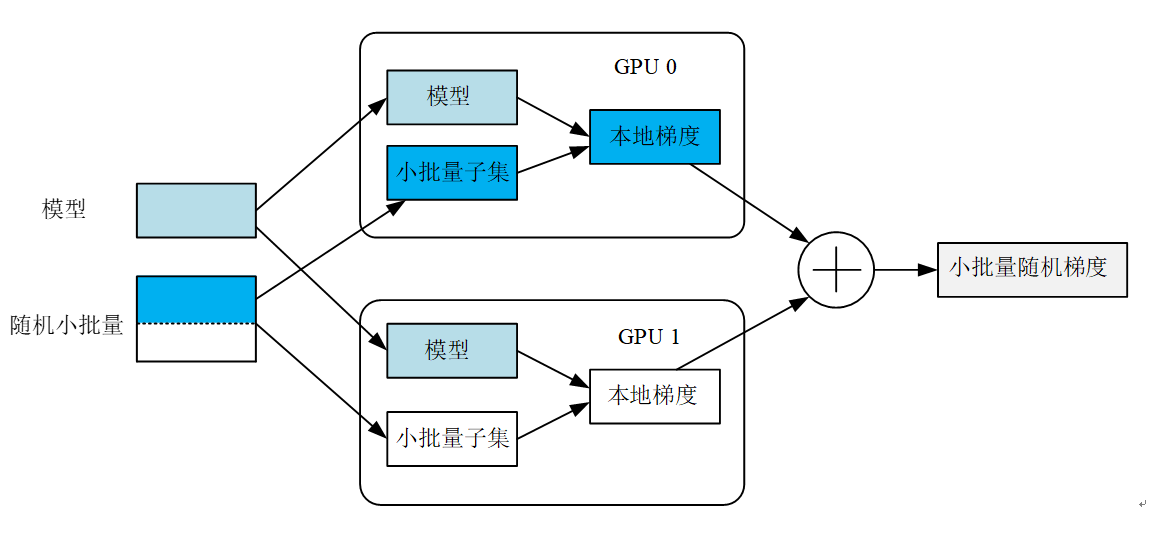 模型
随机小批量
GPU 0
模型
小批量子集
本地梯度
GPU 1
模型
小批量子集
本地梯度
小批量随机梯度